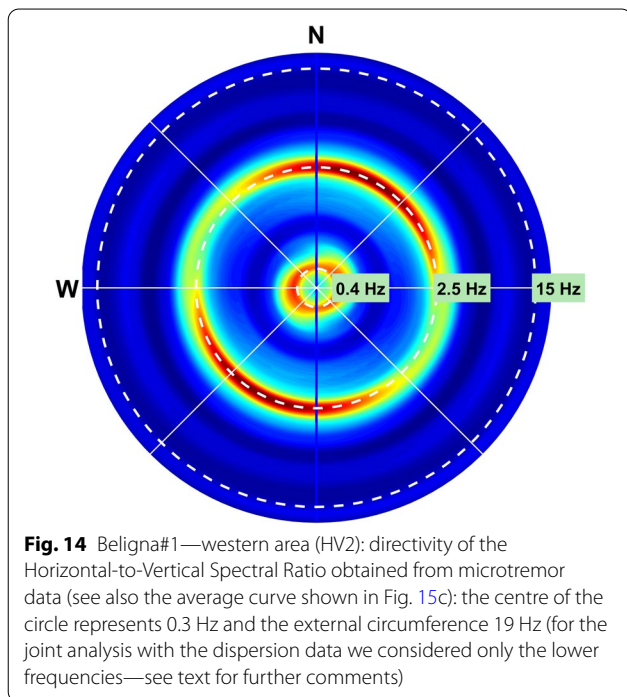 N
W
0.4 Hz
2.5 Hz
15 Hz
Fig. 14 Beligna#1—western area (HV2): directivity of the
Horizontal-to-Vertical Spectral Ratio obtained from microtremor
data (see also the average curve shown in Fig. 15c): the centre of the
circle represents 0.3 Hz and the external circumference 19 Hz (for the
joint analysis with the dispersion data we considered only the lower
frequencies—see text for further comments)